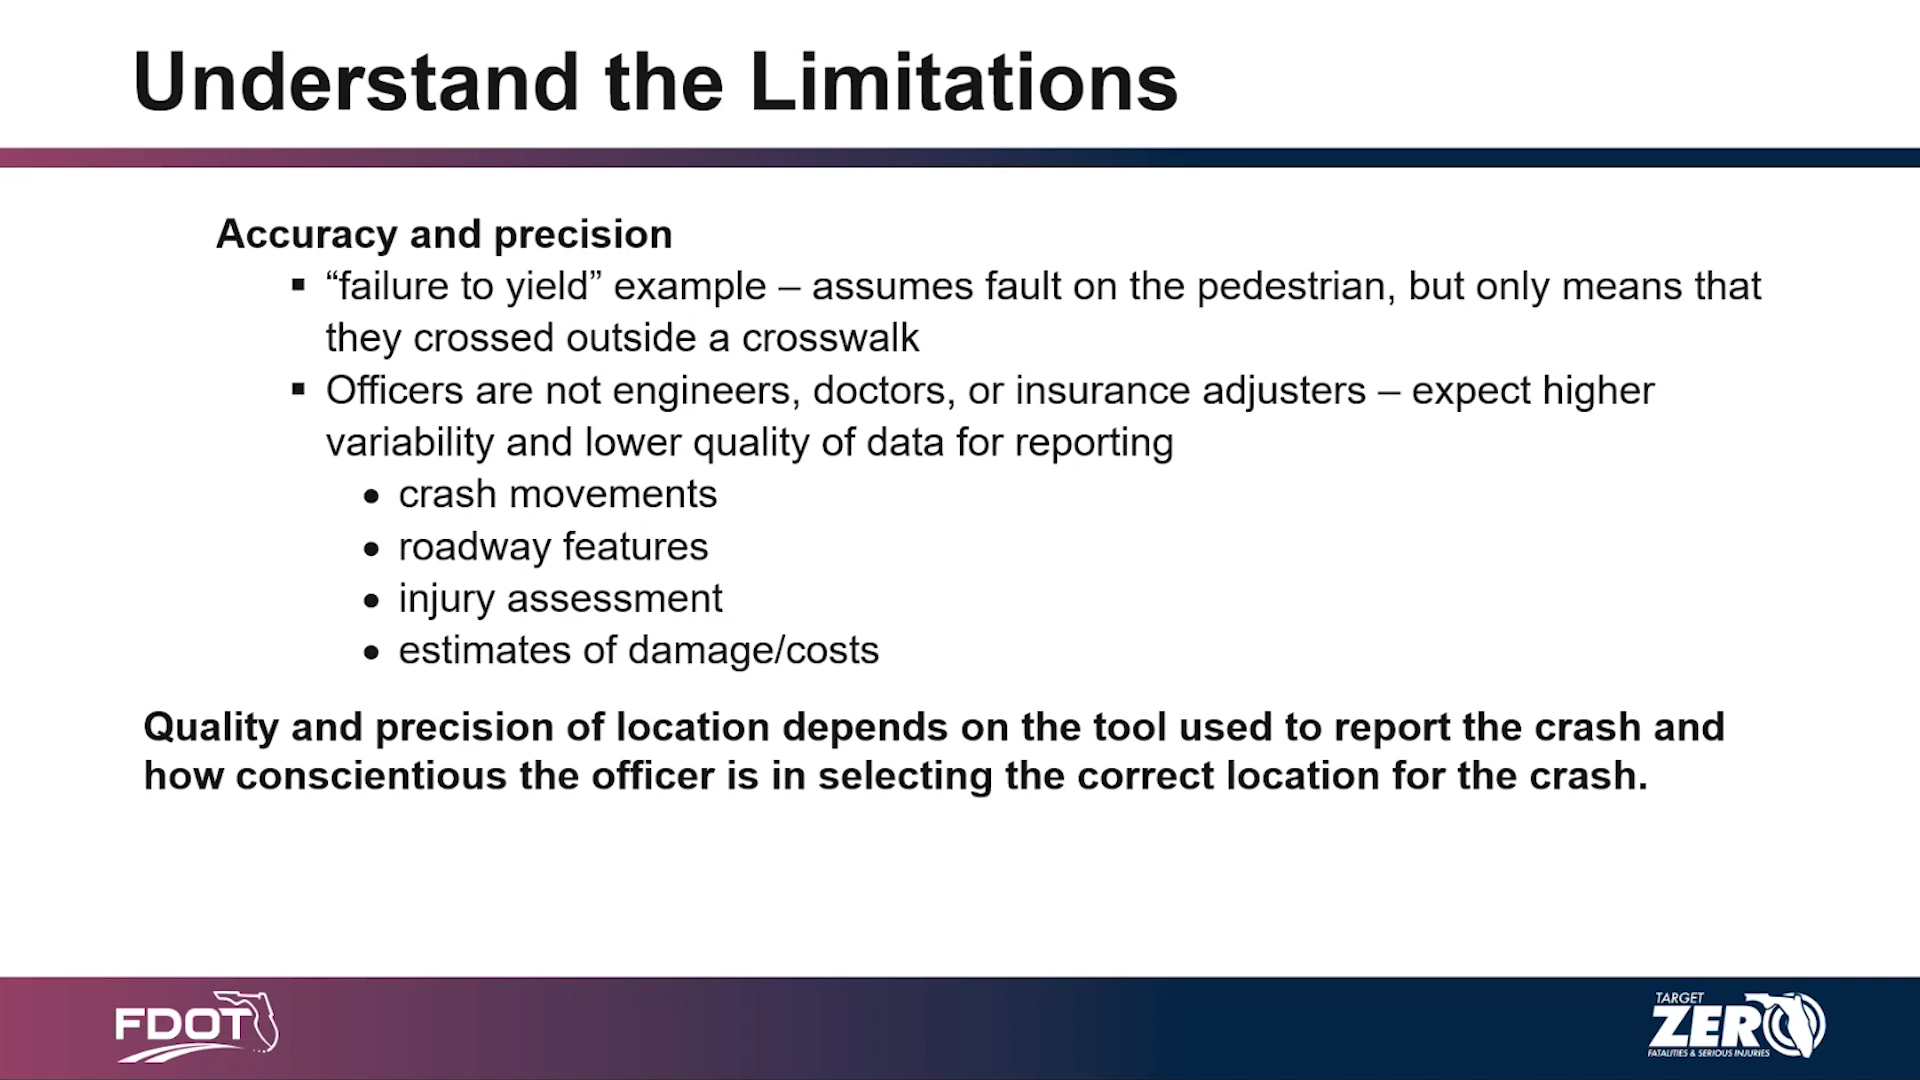 Understand the Limitations
Accuracy and precision
▪ “failure to yield” example – assumes fault on the pedestrian, but only means that
they crossed outside a crosswalk
▪ Officers are not engineers, doctors, or insurance adjusters – expect higher
variability and lower quality of data for reporting
• crash movements
• roadway features
• injury assessment
• estimates of damage/costs
Quality and precision of location depends on the tool used to report the crash and
how conscientious the officer is in selecting the correct location for the crash.
FDOT
TARGET
ZERO
FATALITIES & SERIOUS INJURIES